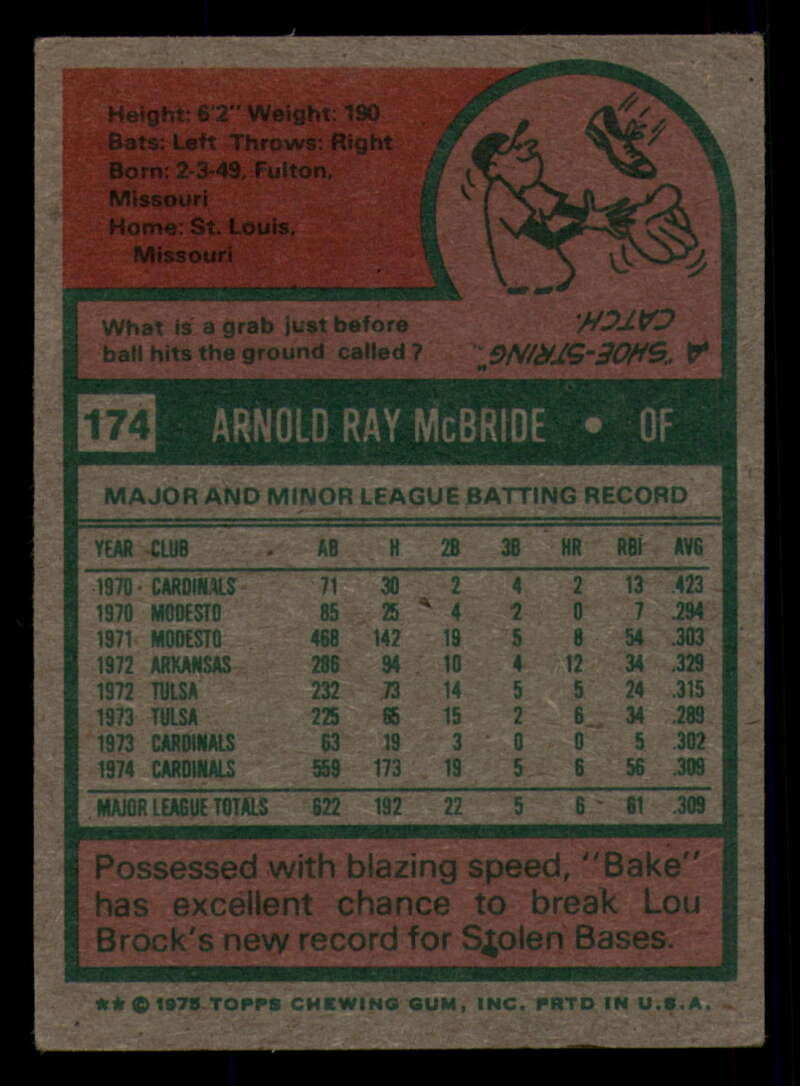 Height: 6'2" Weight: 190
Bats: Left Throws: Right
Born: 2-3-49, Fulton,
Missouri
Home: St. Louis,
Missouri
What is a grab just before
ball hits the ground called?
A "SHOE-STRING"
CATCH.
174 ARNOLD RAY McBRIDE • OF
MAJOR AND MINOR LEAGUE BATTING RECORD
YEAR CLUB AB H 2B 3B HR RBI AVG
1970 CARDINALS 71 30 2 4 2 13 .423
1970 MODESTO 85 25 4 2 0 7 .294
1971 MODESTO 468 142 19 5 8 54 .303
1972 ARKANSAS 286 94 10 4 12 34 .329
1972 TULSA 232 73 14 5 5 24 .315
1973 TULSA 225 65 15 2 6 34 .289
1973 CARDINALS 63 19 3 0 0 5 .302
1974 CARDINALS 559 173 19 5 6 56 .309
MAJOR LEAGUE TOTALS 622 192 22 5 6 61 .309
Possessed with blazing speed, "Bake"
has excellent chance to break Lou
Brock's new record for Stolen Bases.
** © 1975 TOPPS CHEWING GUM, INC. PRTD IN U.S.A.